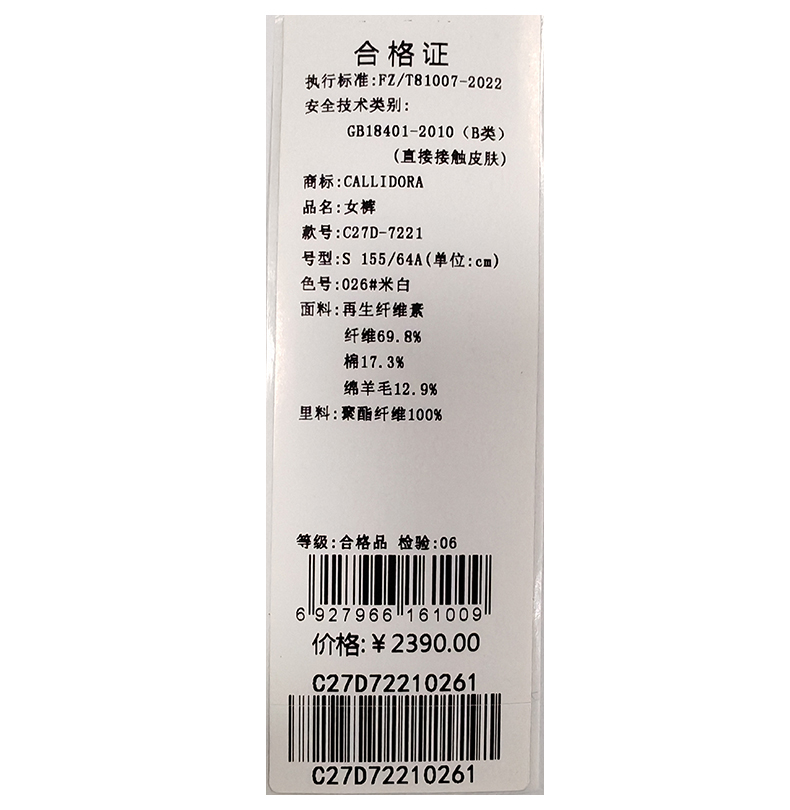 合格证
执行标准:FZ/T81007-2022
安全技术类别:
GB18401-2010（B类）
(直接接触皮肤)
商标:CALLIDORA
品名:女裤
款号:C27D-7221
号型:S 155/64A(单位:cm)
色号:026#米白
面料:再生纤维素
纤维69.8%
棉17.3%
绵羊毛12.9%
里料:聚酯纤维100%
等级:合格品 检验:06
6 927966 161009
价格:￥2390.00
C27D72210261
C27D72210261